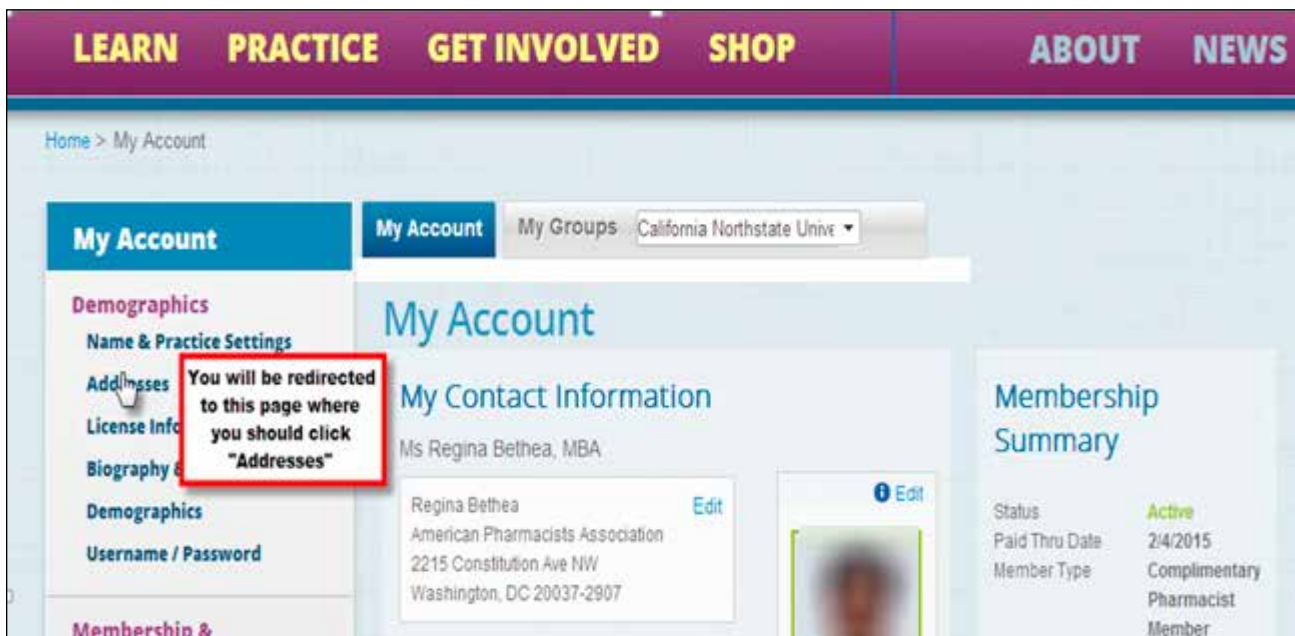 LEARN PRACTICE GET INVOLVED SHOP ABOUT NEWS
Home > My Account
My Account
Demographics
Name & Practice Settings
Addresses
License Info
Biography &
Demographics
Username / Password
Membership &
You will be redirected
to this page where
you should click
"Addresses"
My Account My Groups California Northstate Unive
My Account
My Contact Information
Ms Regina Bethea, MBA
Regina Bethea Edit
American Pharmacists Association
2215 Constitution Ave NW
Washington, DC 20037-2907
Edit
Membership
Summary
Status Active
Paid Thru Date 2/4/2015
Member Type Complimentary
Pharmacist
Member